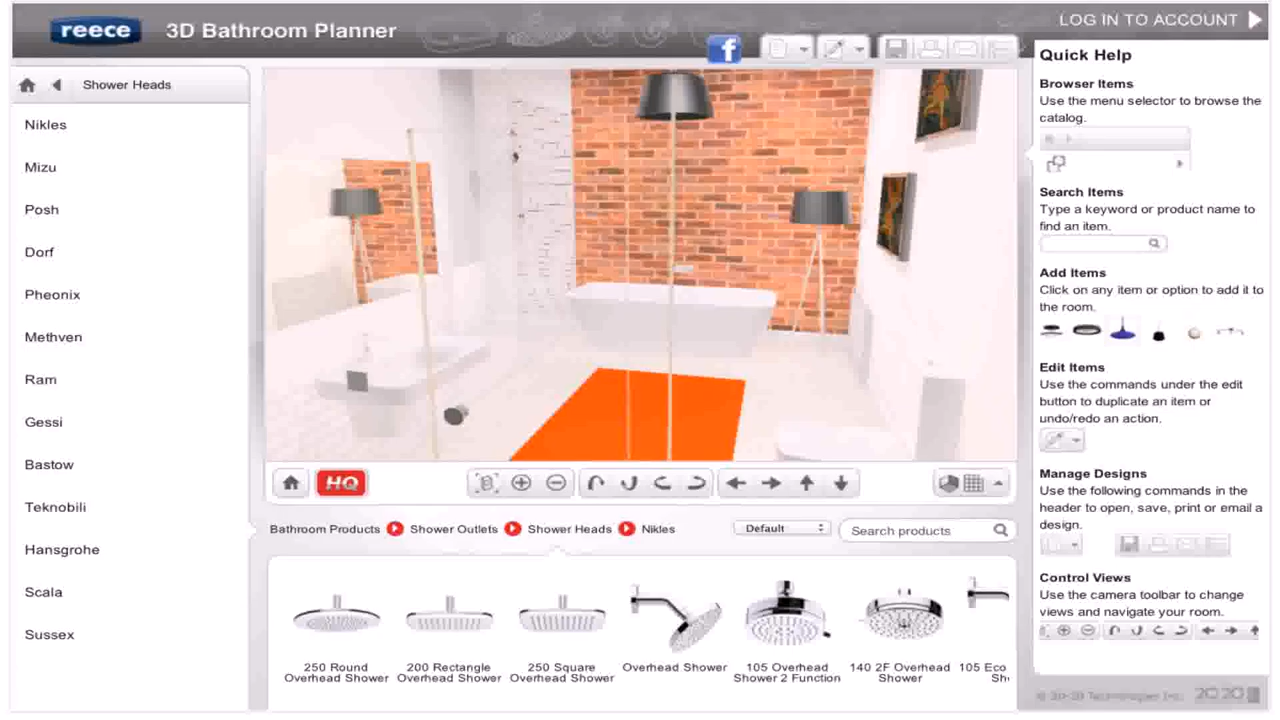 reece
3D Bathroom Planner
LOG IN TO ACCOUNT
f
Shower Heads
Nikles
Mizu
Posh
Dorf
Pheonix
Methven
Ram
Gessi
Bastow
Teknobili
Hansgrohe
Scala
Sussex
HQ
Bathroom Products
Shower Outlets
Shower Heads
Nikles
Default
Search products
250 Round
Overhead Shower
200 Rectangle
Overhead Shower
250 Square
Overhead Shower
Overhead Shower
105 Overhead
Shower 2 Function
140 2F Overhead
Shower
105 Eco
Sh
Quick Help
Browser Items
Use the menu selector to browse the
catalog.
Search Items
Type a keyword or product name to
find an item.
Add Items
Click on any item or option to add it to
the room.
Edit Items
Use the commands under the edit
button to duplicate an item or
undo/redo an action.
Manage Designs
Use the following commands in the
header to open, save, print or email a
design.
Control Views
Use the camera toolbar to change
views and navigate your room.
© 20-20 Technologies Inc.
2020